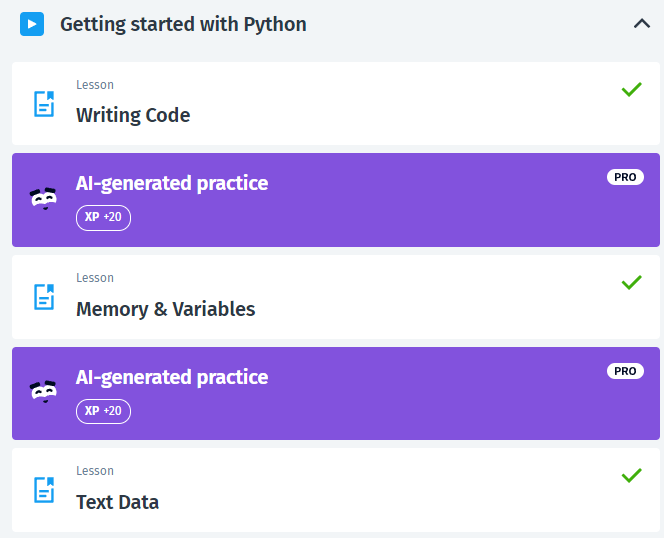 Getting started with Python
Lesson
Writing Code
AI-generated practice
PRO
XP +20
Lesson
Memory & Variables
AI-generated practice
PRO
XP +20
Lesson
Text Data